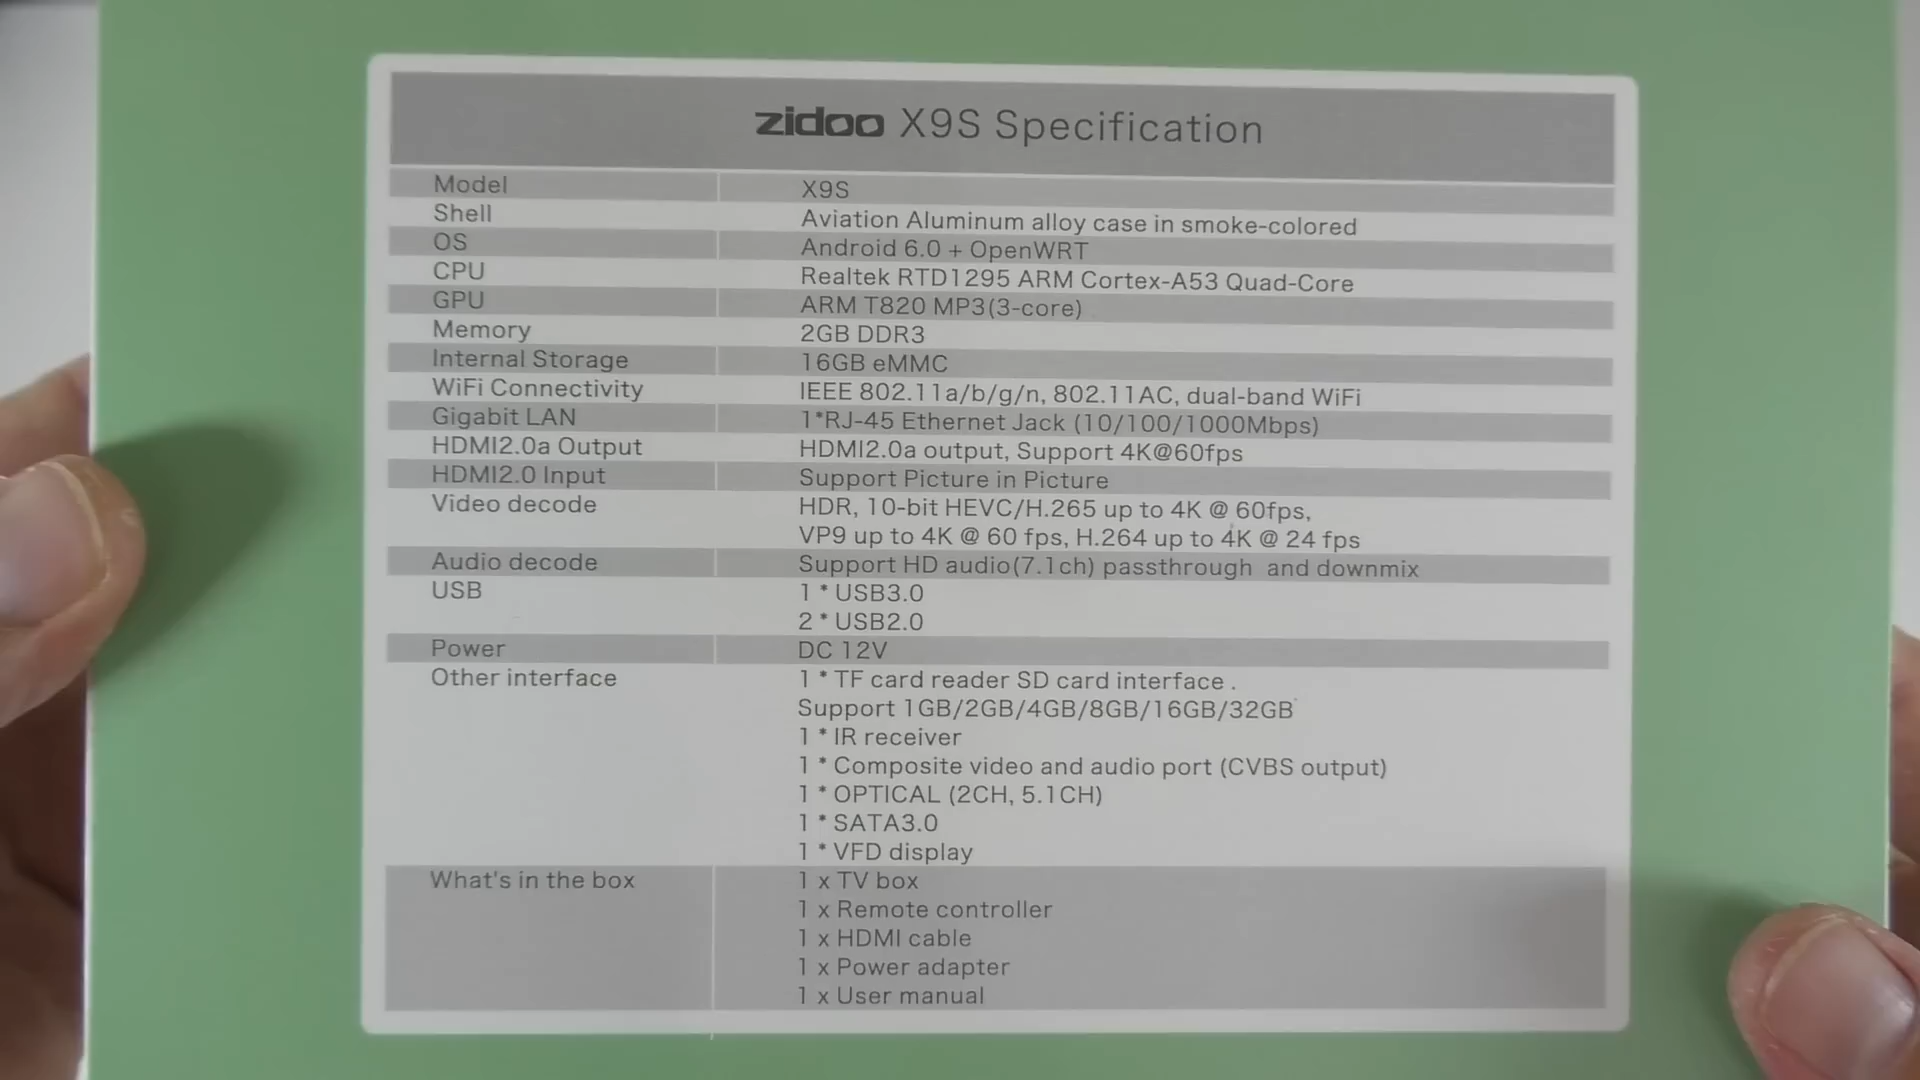 zidoo X9S Specification
Model X9S
Shell Aviation Aluminum alloy case in smoke-colored
OS Android 6.0 + OpenWRT
CPU Realtek RTD1295 ARM Cortex-A53 Quad-Core
GPU ARM T820 MP3(3-core)
Memory 2GB DDR3
Internal Storage 16GB eMMC
WiFi Connectivity IEEE 802.11a/b/g/n, 802.11AC, dual-band WiFi
Gigabit LAN 1*RJ-45 Ethernet Jack (10/100/1000Mbps)
HDMI2.0a Output HDMI2.0a output, Support 4K@60fps
HDMI2.0 Input Support Picture in Picture
Video decode HDR, 10-bit HEVC/H.265 up to 4K @ 60fps,
VP9 up to 4K @ 60 fps, H.264 up to 4K @ 24 fps
Audio decode Support HD audio(7.1ch) passthrough and downmix
USB 1 * USB3.0
2 * USB2.0
Power DC 12V
Other interface 1 * TF card reader SD card interface .
Support 1GB/2GB/4GB/8GB/16GB/32GB
1 * IR receiver
1 * Composite video and audio port (CVBS output)
1 * OPTICAL (2CH, 5.1CH)
1 * SATA3.0
1 * VFD display
What's in the box 1 x TV box
1 x Remote controller
1 x HDMI cable
1 x Power adapter
1 x User manual